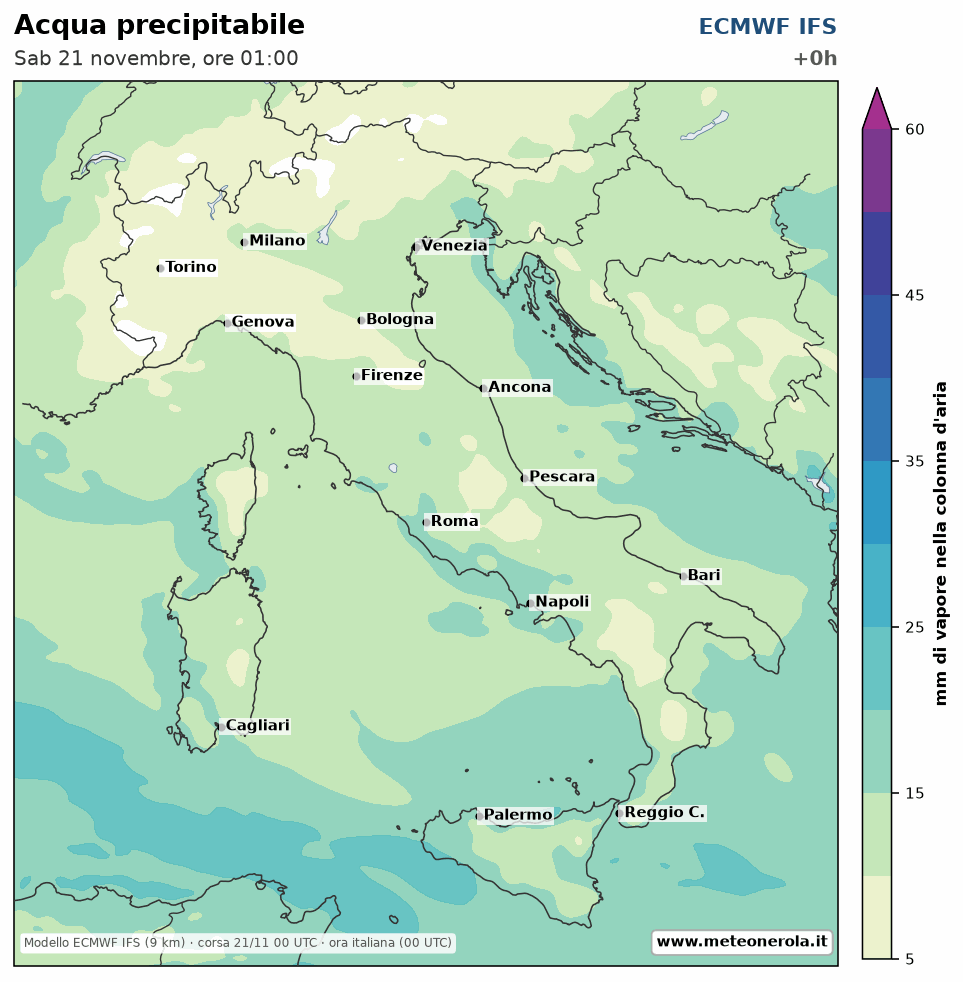 Acqua precipitabile
ECMWF IFS
Sab 21 novembre, ore 01:00
+0h
60
45
35
25
15
5
mm di vapore nella colonna d'aria
Milano
Venezia
Torino
Genova
Bologna
Firenze
Ancona
Pescara
Roma
Bari
Napoli
Cagliari
Palermo
Reggio C.
Modello ECMWF IFS (9 km) · corsa 21/11 00 UTC · ora italiana (00 UTC)
www.meteonerola.it